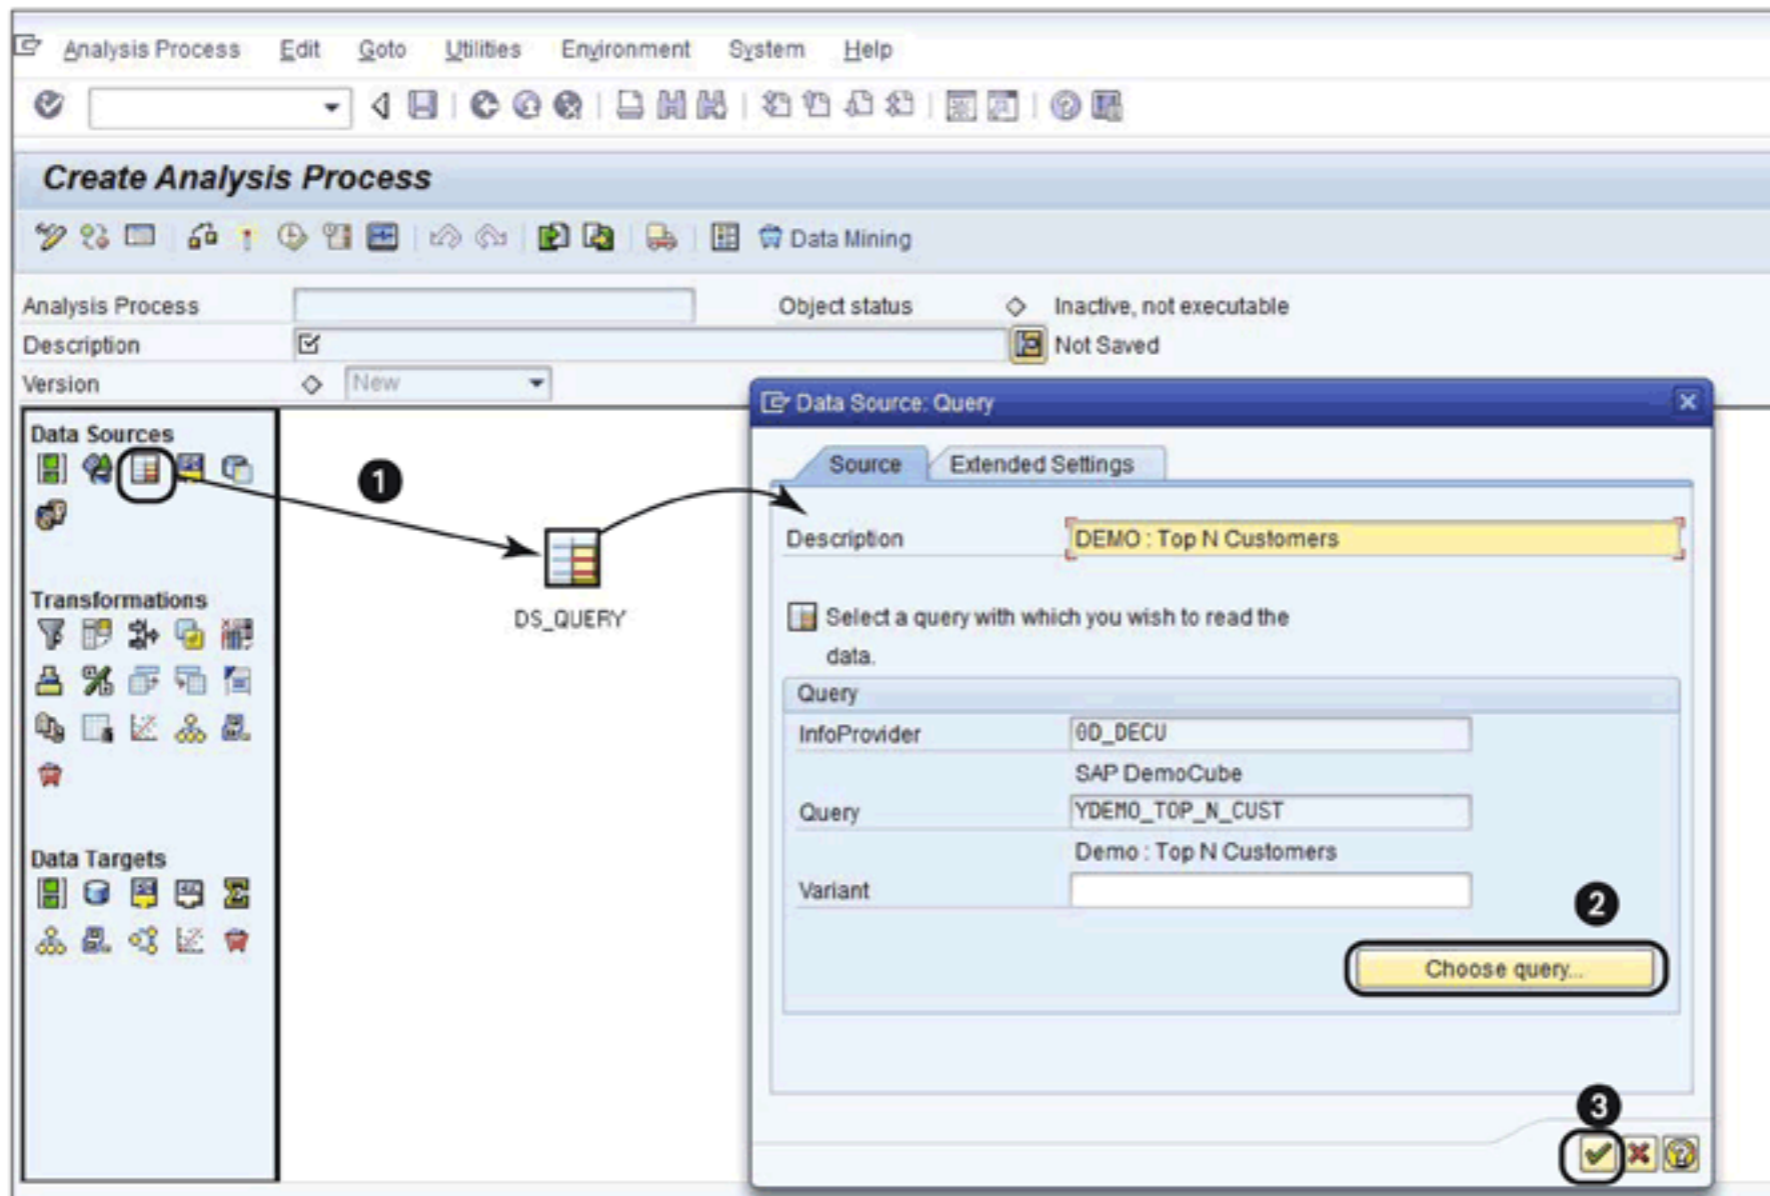 Analysis Process Edit Goto Utilities Environment System Help
Create Analysis Process
Data Mining
Analysis Process Object status Inactive, not executable
Description Not Saved
Version New
Data Source: Query
Data Sources
Source Extended Settings
1
Description DEMO : Top N Customers
DS_QUERY
Transformations
Select a query with which you wish to read the
data.
Query
InfoProvider 0D_DECU
SAP DemoCube
Query YDEMO_TOP_N_CUST
Data Targets
Demo : Top N Customers
Variant
2
Choose query...
3